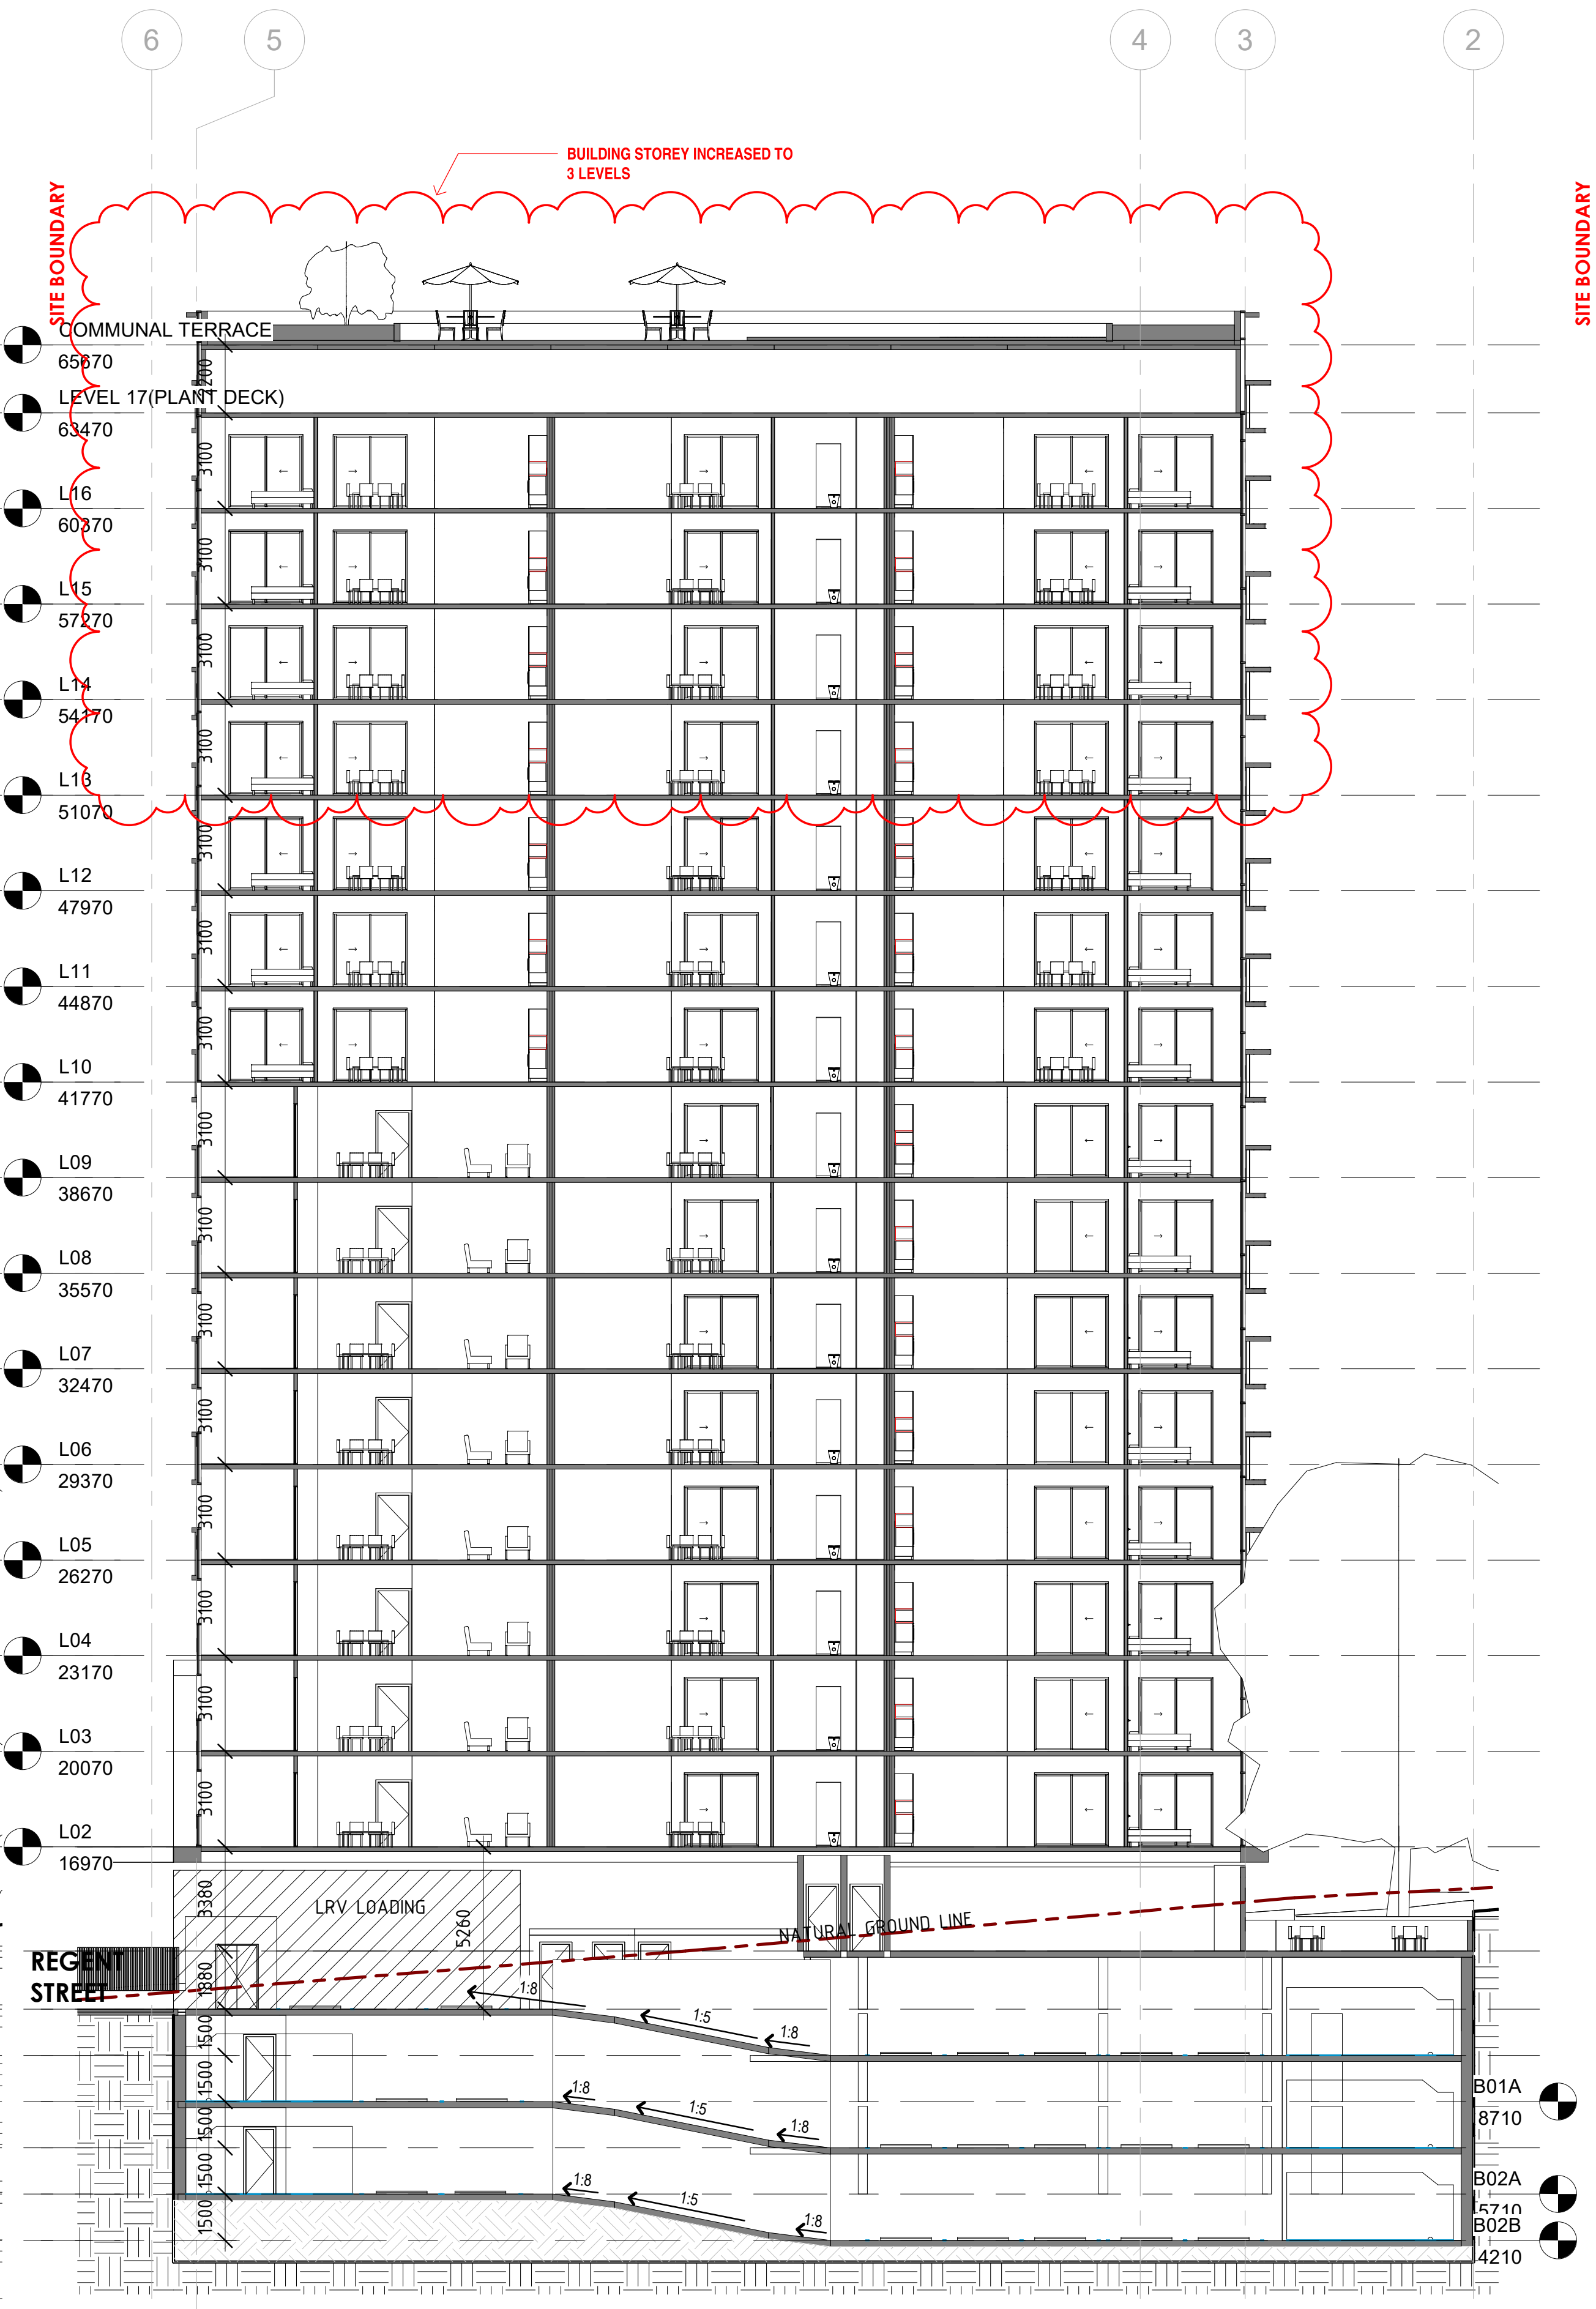 6
5
4
3
2
BUILDING STOREY INCREASED TO
3 LEVELS
SITE BOUNDARY
SITE BOUNDARY
COMMUNAL TERRACE
65670
2200
LEVEL 17(PLANT DECK)
63470
3100
L16
60370
3100
L15
57270
3100
L14
54170
3100
L13
51070
3100
L12
47970
3100
L11
44870
3100
L10
41770
3100
L09
38670
3100
L08
35570
3100
L07
32470
3100
L06
29370
3100
L05
26270
3100
L04
23170
3100
L03
20070
3100
L02
16970
3380
LRV LOADING
5260
NATURAL GROUND LINE
REGENT
STREET
1880
1:8
1:5
1:8
1500
1500
1:8
1:5
1:8
B01A
8710
1500
1500
1:8
1:5
1:8
B02A
5710
1500
B02B
4210